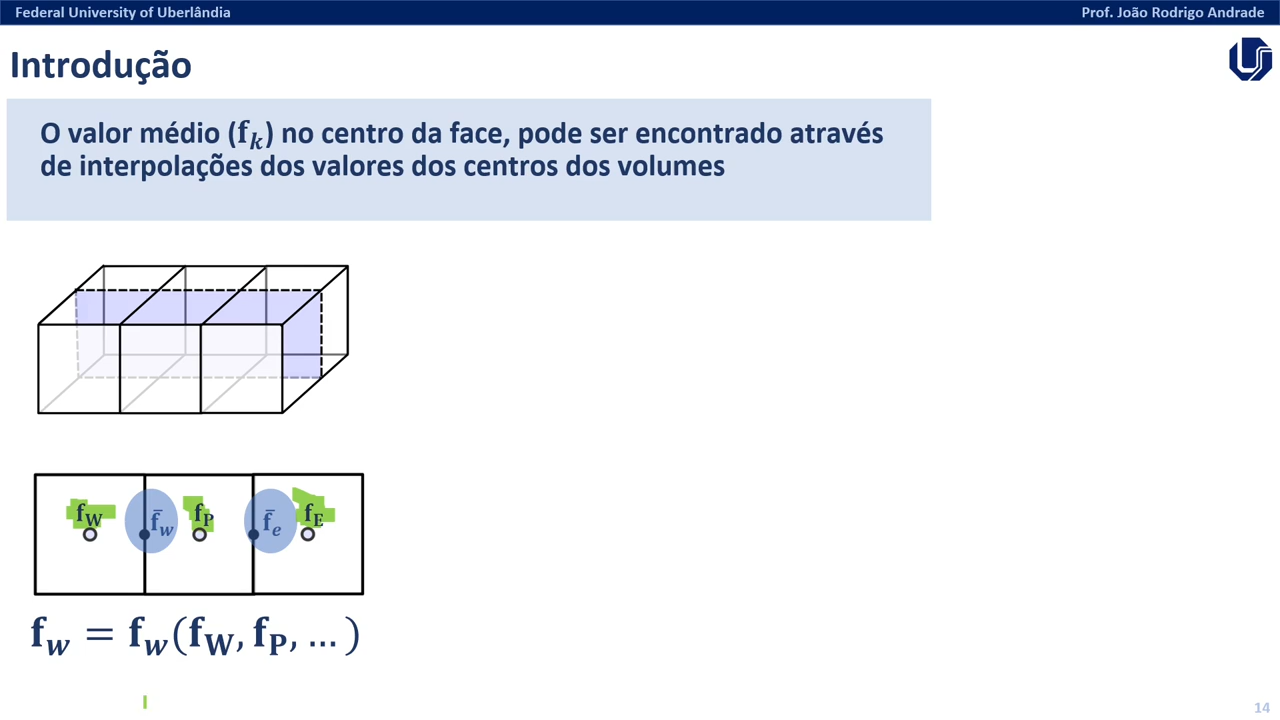 Federal University of Uberlândia
Prof. João Rodrigo Andrade
Introdução
O valor médio (f_k) no centro da face, pode ser encontrado através
de interpolações dos valores dos centros dos volumes
f_W f̄_w f_P f̄_e f_E
f_w = f_w(f_W, f_P, ...)
14